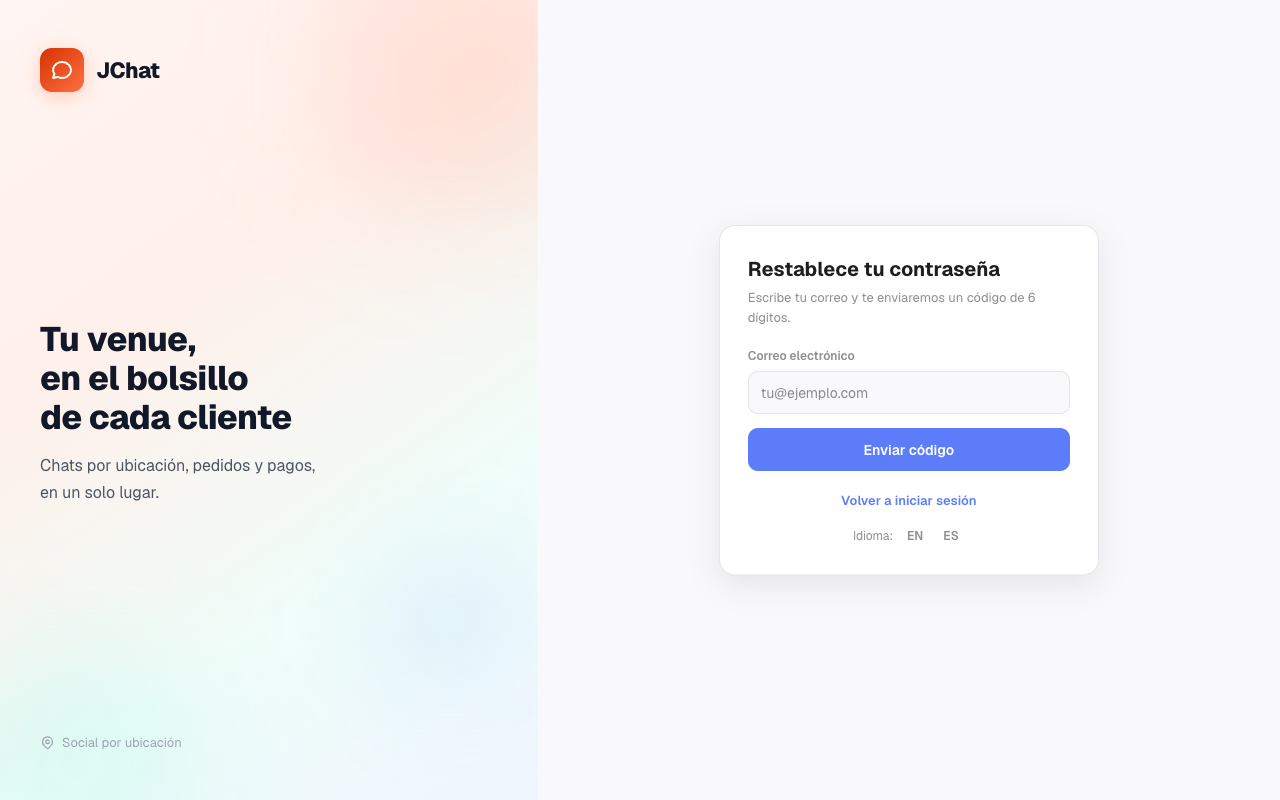 JChat
Tu venue,
en el bolsillo
de cada cliente
Chats por ubicación, pedidos y pagos,
en un solo lugar.
Social por ubicación
Restablece tu contraseña
Escribe tu correo y te enviaremos un código de 6
dígitos.
Correo electrónico
tu@ejemplo.com
Enviar código
Volver a iniciar sesión
Idioma: EN ES